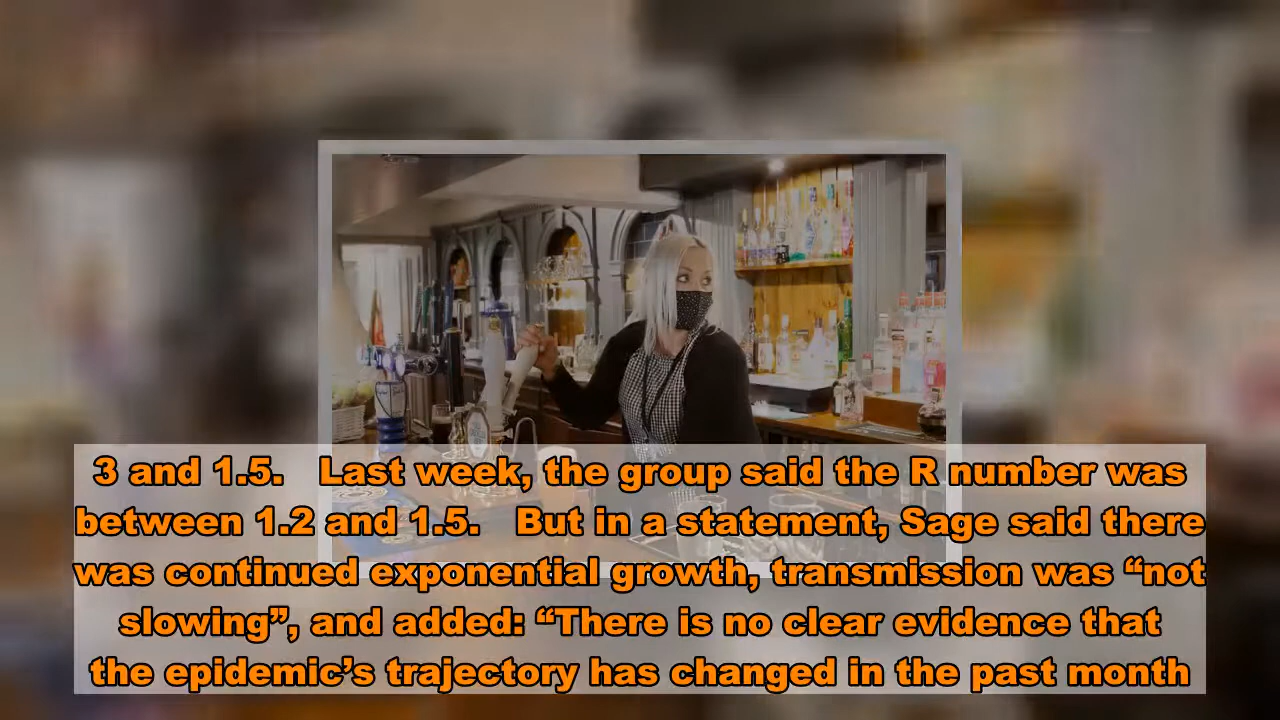 3 and 1.5. Last week, the group said the R number was
between 1.2 and 1.5. But in a statement, Sage said there
was continued exponential growth, transmission was “not
slowing”, and added: “There is no clear evidence that
the epidemic’s trajectory has changed in the past month